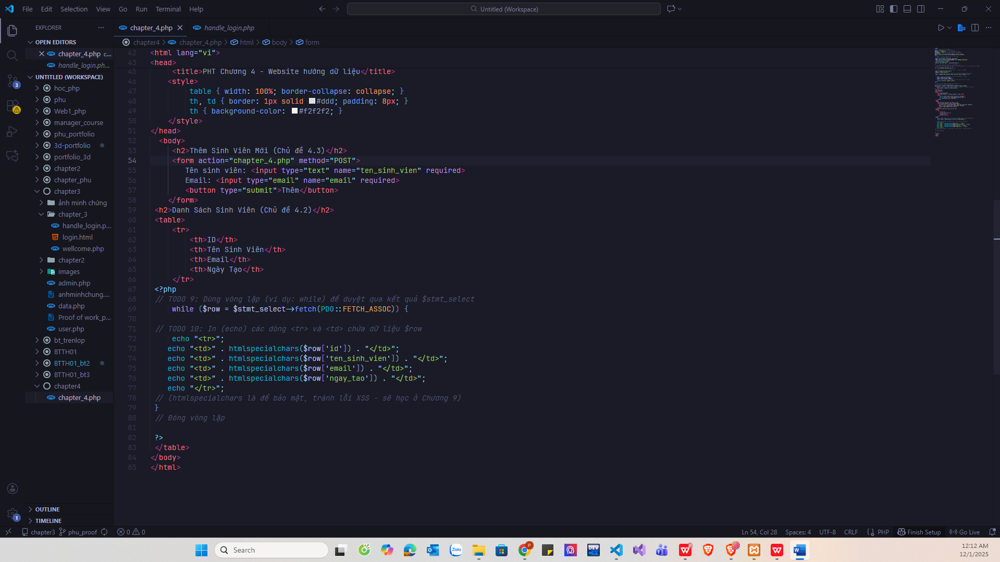 File Edit Selection View Go Run Terminal Help
Untitled (Workspace)
EXPLORER
OPEN EDITORS
chapter_4.php c...
handle_login.ph...
UNTITLED (WORKSPACE)
hoc_php
phu
Web1_php
manager_course
phu_portfolio
3d-portfolio
portfolio_3d
chapter2
chapter_phu
chapter3
ảnh minh chứng
chapter_3
handle_login.p...
login.html
wellcome.php
chapter2
images
admin.php
anhminhchung....
data.php
Proof of work_p...
user.php
bt_trenlop
BTTH01
BTTH01_bt2
BTTH01_bt3
chapter4
chapter_4.php
OUTLINE
TIMELINE
3
1
chapter_4.php handle_login.php
chapter4 > chapter_4.php > html > body > form
42 <html lang="vi">
43 <head>
45 <title>PHT Chương 4 - Website hướng dữ liệu</title>
46 <style>
47 table { width: 100%; border-collapse: collapse; }
48 th, td { border: 1px solid #ddd; padding: 8px; }
49 th { background-color: #f2f2f2; }
50 </style>
51 </head>
52 <body>
53 <h2>Thêm Sinh Viên Mới (Chủ đề 4.3)</h2>
54 <form action="chapter_4.php" method="POST">
55 Tên sinh viên: <input type="text" name="ten_sinh_vien" required>
56 Email: <input type="email" name="email" required>
57 <button type="submit">Thêm</button>
58 </form>
59 <h2>Danh Sách Sinh Viên (Chủ đề 4.2)</h2>
60 <table>
61 <tr>
62 <th>ID</th>
63 <th>Tên Sinh Viên</th>
64 <th>Email</th>
65 <th>Ngày Tạo</th>
66 </tr>
67 <?php
68 // TODO 9: Dùng vòng lặp (ví dụ: while) để duyệt qua kết quả $stmt_select
69 while ($row = $stmt_select->fetch(PDO::FETCH_ASSOC)) {
70
71 // TODO 10: In (echo) các dòng <tr> và <td> chứa dữ liệu $row
72 echo "<tr>";
73 echo "<td>" . htmlspecialchars($row['id']) . "</td>";
74 echo "<td>" . htmlspecialchars($row['ten_sinh_vien']) . "</td>";
75 echo "<td>" . htmlspecialchars($row['email']) . "</td>";
76 echo "<td>" . htmlspecialchars($row['ngay_tao']) . "</td>";
77 echo "</tr>";
78 // (htmlspecialchars là để bảo mật, tránh lỗi XSS - sẽ học ở Chương 9)
79 }
80 // Đóng vòng lặp
81
82 ?>
83 </table>
84 </body>
85 </html>
chapter3 phu_proof 0 0 Ln 54, Col 28 Spaces: 4 UTF-8 CRLF { } PHP Finish Setup Go Live
Search
Zalo
DEV
P
12:12 AM
12/1/2025